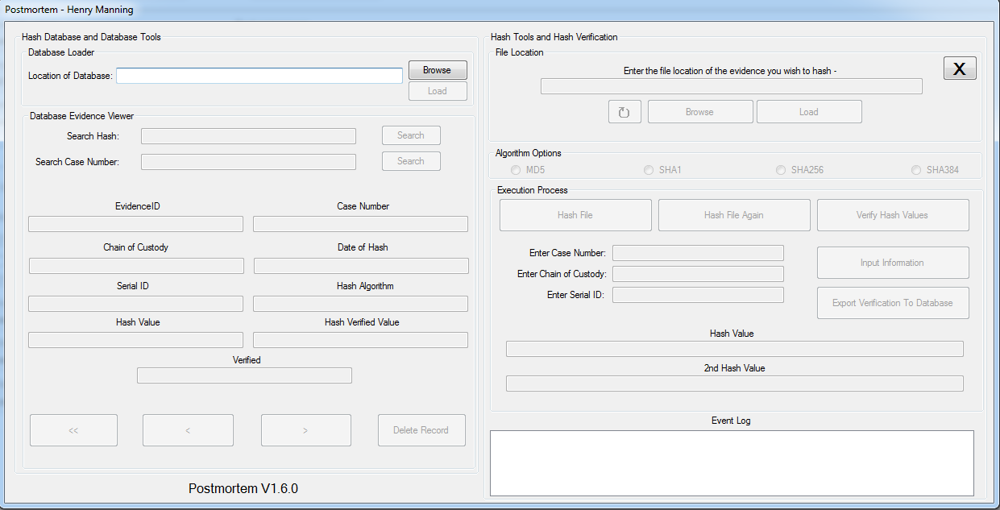 Postmortem - Henry Manning
Hash Database and Database Tools
Database Loader
Location of Database:
Browse
Load
Database Evidence Viewer
Search Hash:
Search
Search Case Number:
Search
EvidenceID
Case Number
Chain of Custody
Date of Hash
Serial ID
Hash Algorithm
Hash Value
Hash Verified Value
Verified
<<
<
>
Delete Record
Postmortem V1.6.0
Hash Tools and Hash Verification
File Location
X
Enter the file location of the evidence you wish to hash -
Browse
Load
Algorithm Options
MD5
SHA1
SHA256
SHA384
Execution Process
Hash File
Hash File Again
Verify Hash Values
Enter Case Number:
Enter Chain of Custody:
Enter Serial ID:
Input Information
Export Verification To Database
Hash Value
2nd Hash Value
Event Log